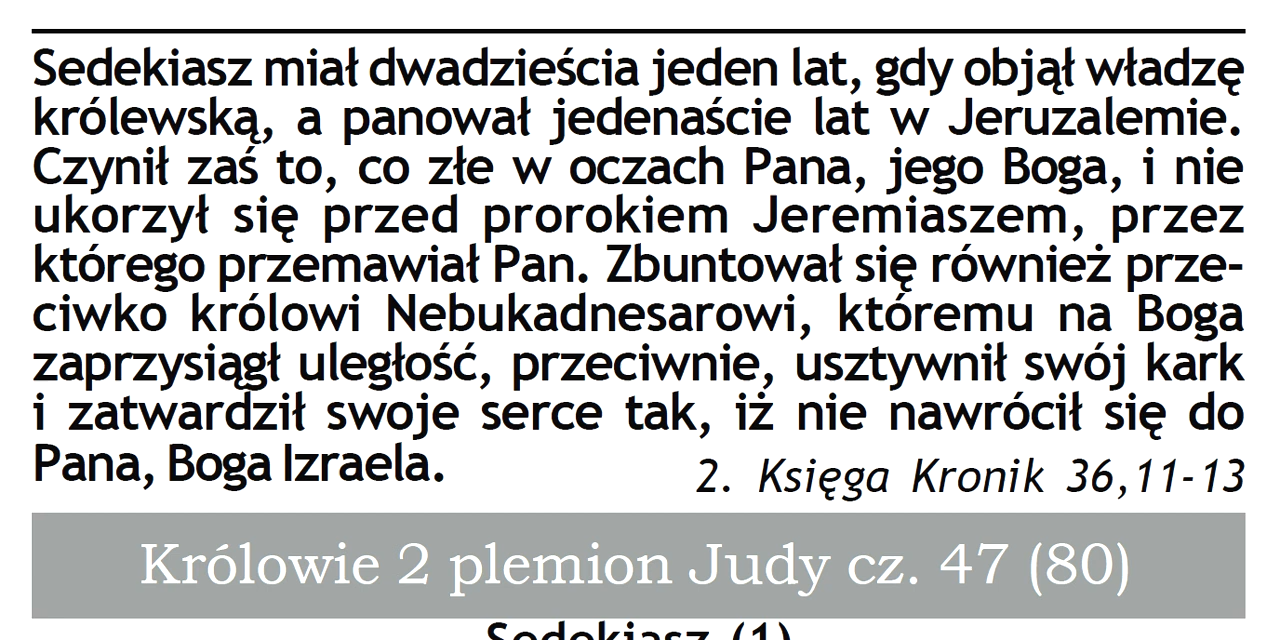 Sedekiasz miał dwadzieścia jeden lat, gdy objął władzę
królewską, a panował jedenaście lat w Jeruzalemie.
Czynił zaś to, co złe w oczach Pana, jego Boga, i nie
ukorzył się przed prorokiem Jeremiaszem, przez
którego przemawiał Pan. Zbuntował się również prze-
ciwko królowi Nebukadnesarowi, któremu na Boga
zaprzysiągł uległość, przeciwnie, usztywnił swój kark
i zatwardził swoje serce tak, iż nie nawrócił się do
Pana, Boga Izraela.
2. Księga Kronik 36,11-13
Królowie 2 plemion Judy cz. 47 (80)
Sedekiasz (1)